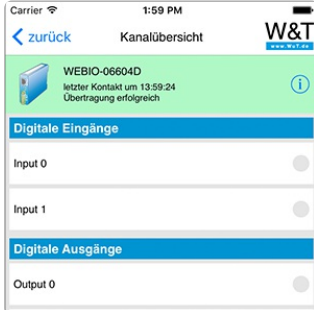 Carrier 1:59 PM
zurück Kanalübersicht W&T
www.WuT.de
WEBIO-06604D
letzter Kontakt um 13:59:24
Übertragung erfolgreich
Digitale Eingänge
Input 0
Input 1
Digitale Ausgänge
Output 0